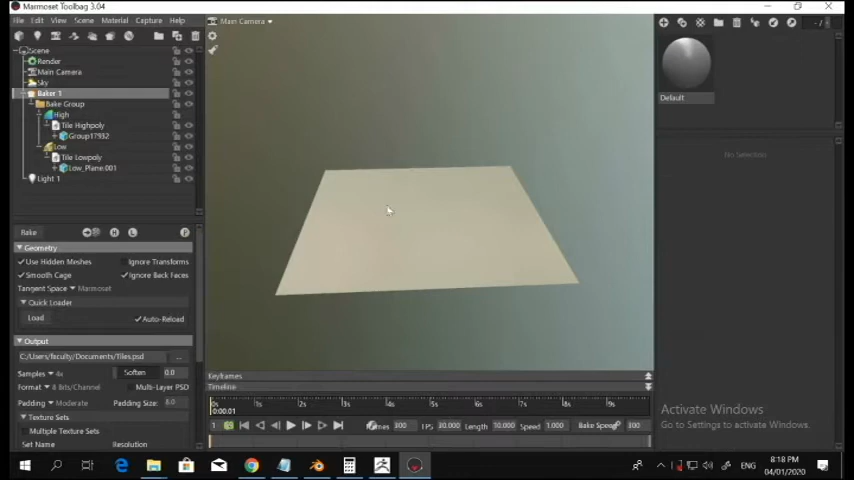 Marmoset Toolbag 3.04
File Edit View Scene Material Capture Help
Main Camera
- / -
Scene
Render
Main Camera
Sky
Baker 1
Bake Group
High
Tile Highpoly
Group17932
Low
Tile Lowpoly
Low_Plane.001
Light 1
Default
No Selection
Bake H L P
Geometry
Use Hidden Meshes Ignore Transforms
Smooth Cage Ignore Back Faces
Tangent Space Marmoset
Quick Loader
Load Auto-Reload
Output
C:/Users/faculty/Documents/Tiles.psd ...
Samples 4x Soften 0.0
Format 8 Bits/Channel Multi-Layer PSD
Padding Moderate Padding Size: 8.0
Texture Sets
Multiple Texture Sets
Set Name Resolution
Keyframes
Timeline
0s 1s 2s 3s 4s 5s 6s 7s 8s 9s
0:00.01
1 Frames 300 FPS 30.000 Length 10.000 Speed 1.000 Bake Speed 300
Activate Windows
Go to Settings to activate Windows.
ENG
8:18 PM
04/01/2020